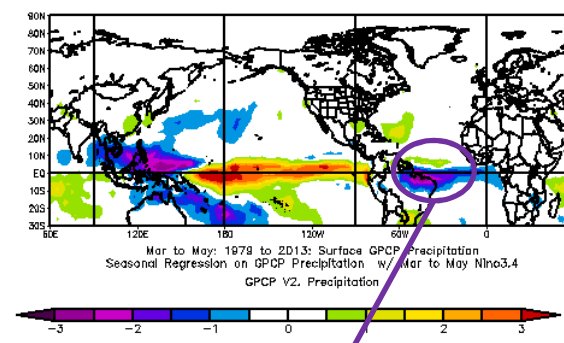 90N
80N
70N
60N
50N
40N
30N
20N
10N
EQ
10S
20S
30S
60E 120E 180 120W 60W 0
Mar to May: 1979 to 2013: Surface GPCP Precipitation
Seasonal Regression on GPCP Precipitation w/ Mar to May Nino3.4
GPCP V2. Precipitation
-3 -2 -1 0 1 2 3